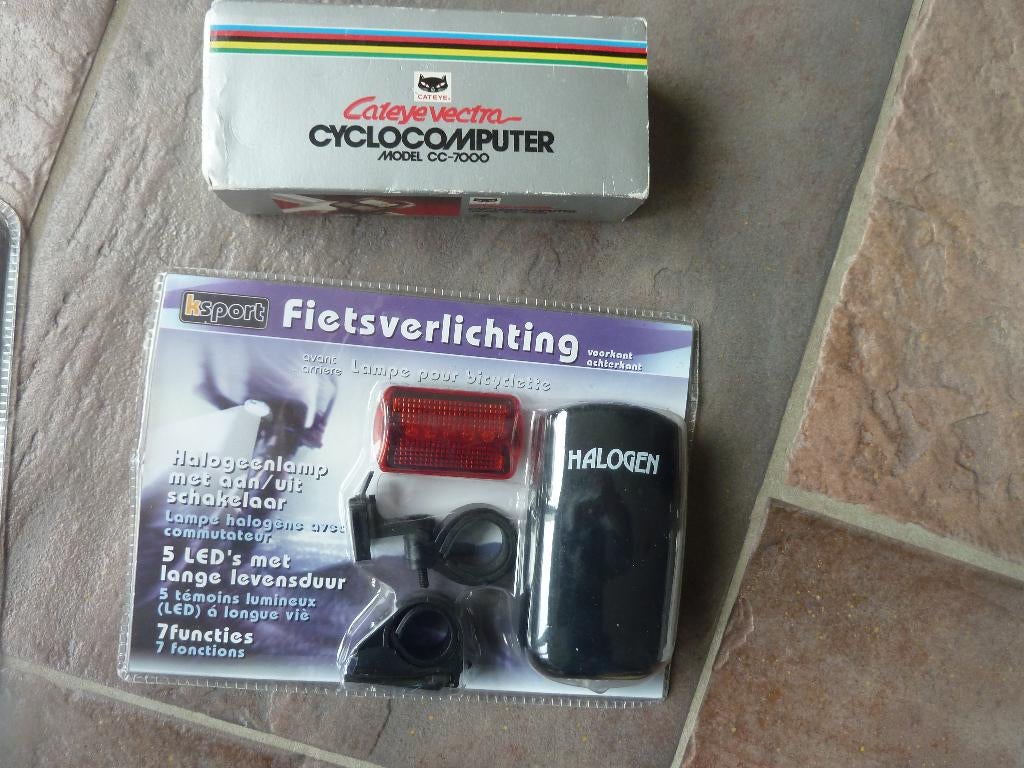 CATEYE®
Cateye vectra
CYCLOCOMPUTER
MODEL CC-7000
ksport
Fietsverlichting
voorkant
achterkant
avant
arriere
Lampe pour bicyclette
HALOGEN
Halogeenlamp
met aan/uit
schakelaar
Lampe halogène avec
commutateur
5 LED's met
lange levensduur
5 témoins lumineux
(LED) á longue viè
7functies
7 fonctions